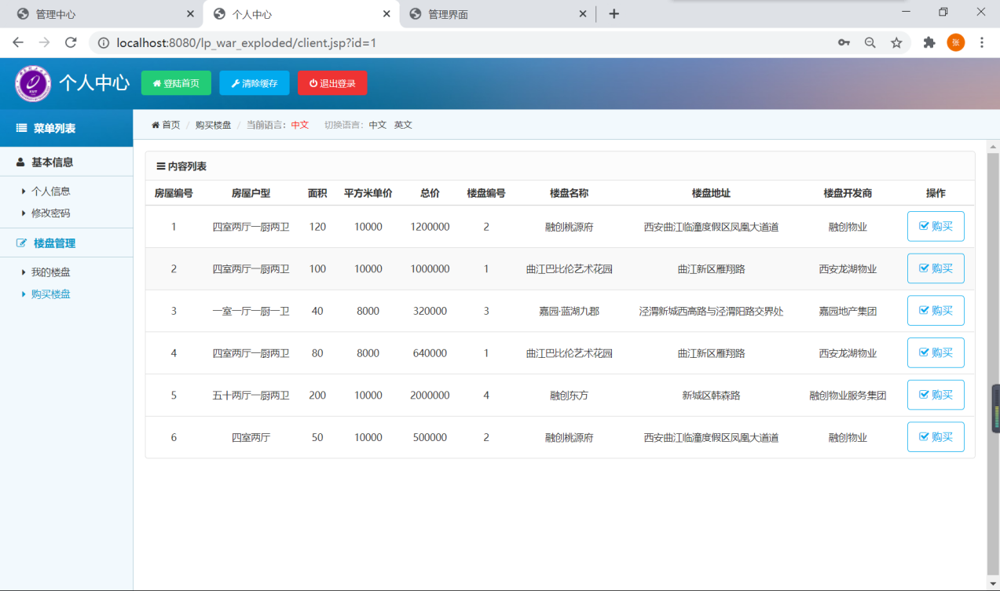 管理中心 个人中心 管理界面
localhost:8080/lp_war_exploded/client.jsp?id=1 张
个人中心 登陆首页 清除缓存 退出登录
菜单列表
首页 / 购买楼盘 / 当前语言: 中文 切换语言: 中文 英文
基本信息
个人信息
修改密码
楼盘管理
我的楼盘
购买楼盘
内容列表
房屋编号 房屋户型 面积 平方米单价 总价 楼盘编号 楼盘名称 楼盘地址 楼盘开发商 操作
1 四室两厅一厨两卫 120 10000 1200000 2 融创桃源府 西安曲江临潼度假区凤凰大道道 融创物业 购买
2 四室两厅一厨两卫 100 10000 1000000 1 曲江巴比伦艺术花园 曲江新区雁翔路 西安龙湖物业 购买
3 一室一厅一厨一卫 40 8000 320000 3 嘉园·蓝湖九郡 泾渭新城西高路与泾渭阳路交界处 嘉园地产集团 购买
4 四室两厅一厨两卫 80 8000 640000 1 曲江巴比伦艺术花园 曲江新区雁翔路 西安龙湖物业 购买
5 五十两厅一厨两卫 200 10000 2000000 4 融创东方 新城区韩森路 融创物业服务集团 购买
6 四室两厅 50 10000 500000 2 融创桃源府 西安曲江临潼度假区凤凰大道道 融创物业 购买